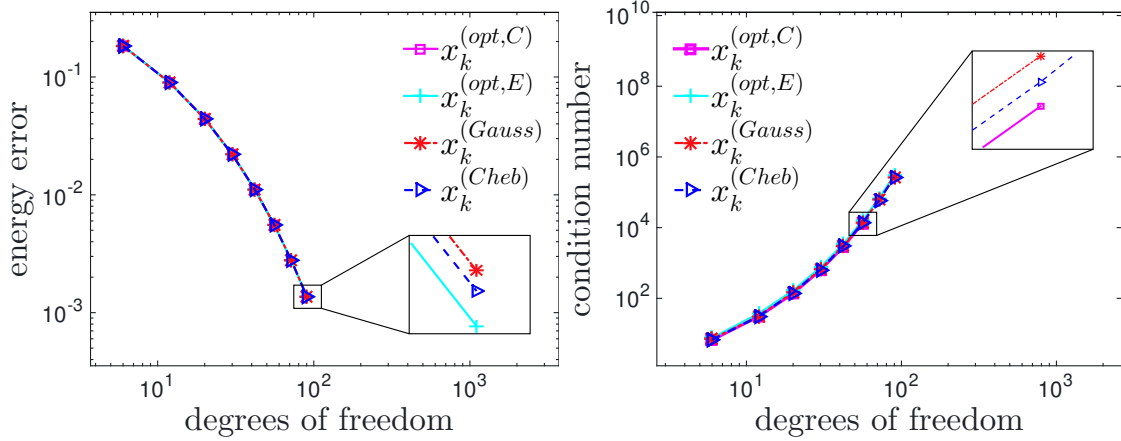 energy error
10^{-1}
10^{-2}
10^{-3}
x_k^{(opt,C)}
x_k^{(opt,E)}
x_k^{(Gauss)}
x_k^{(Cheb)}
10^1
10^2
10^3
degrees of freedom
condition number
10^{10}
10^8
10^6
10^4
10^2
x_k^{(opt,C)}
x_k^{(opt,E)}
x_k^{(Gauss)}
x_k^{(Cheb)}
10^1
10^2
10^3
degrees of freedom